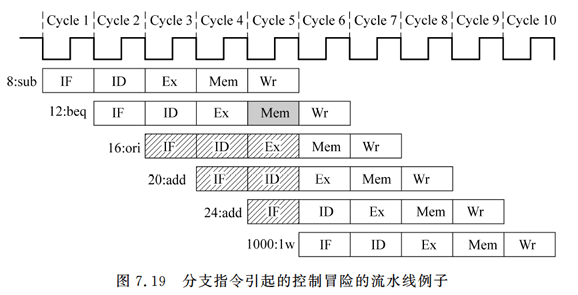 Cycle 1 Cycle 2 Cycle 3 Cycle 4 Cycle 5 Cycle 6 Cycle 7 Cycle 8 Cycle 9 Cycle 10
8:sub IF ID Ex Mem Wr
12:beq IF ID Ex Mem Wr
16:ori IF ID Ex Mem Wr
20:add IF ID Ex Mem Wr
24:add IF ID Ex Mem Wr
1000:1w IF ID Ex Mem Wr
图 7.19 分支指令引起的控制冒险的流水线例子